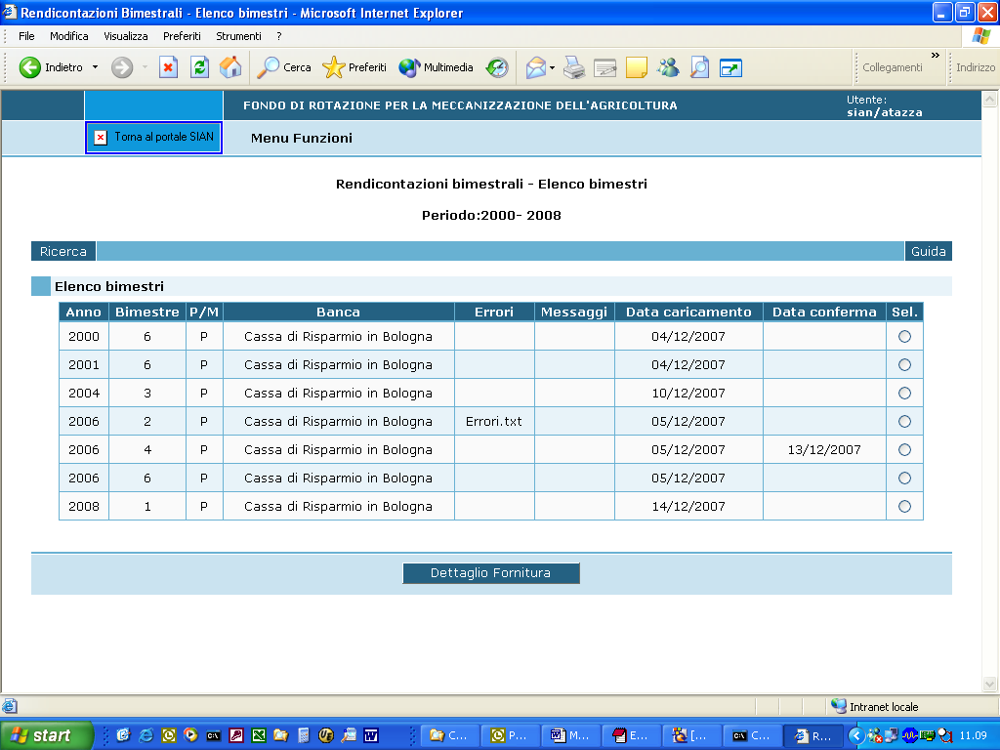 Rendicontazioni Bimestrali - Elenco bimestri - Microsoft Internet Explorer
File Modifica Visualizza Preferiti Strumenti ?
Indietro Cerca Preferiti Multimedia Collegamenti » Indirizzo
FONDO DI ROTAZIONE PER LA MECCANIZZAZIONE DELL'AGRICOLTURA
Utente:
sian/atazza
Torna al portale SIAN
Menu Funzioni
Rendicontazioni bimestrali - Elenco bimestri
Periodo:2000- 2008
Ricerca Guida
Elenco bimestri
Anno Bimestre P/M Banca Errori Messaggi Data caricamento Data conferma Sel.
2000 6 P Cassa di Risparmio in Bologna 04/12/2007
2001 6 P Cassa di Risparmio in Bologna 04/12/2007
2004 3 P Cassa di Risparmio in Bologna 10/12/2007
2006 2 P Cassa di Risparmio in Bologna Errori.txt 05/12/2007
2006 4 P Cassa di Risparmio in Bologna 05/12/2007 13/12/2007
2006 6 P Cassa di Risparmio in Bologna 05/12/2007
2008 1 P Cassa di Risparmio in Bologna 14/12/2007
Dettaglio Fornitura
Intranet locale
start C... P... M... E... [... C... R... 11.09